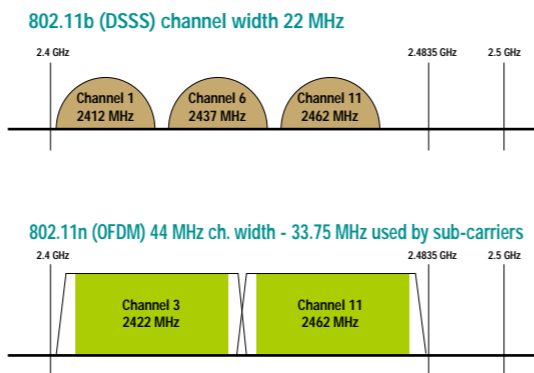 802.11b (DSSS) channel width 22 MHz
2.4 GHz
2.4835 GHz
2.5 GHz
Channel 1
2412 MHz
Channel 6
2437 MHz
Channel 11
2462 MHz
802.11n (OFDM) 44 MHz ch. width - 33.75 MHz used by sub-carriers
2.4 GHz
2.4835 GHz
2.5 GHz
Channel 3
2422 MHz
Channel 11
2462 MHz